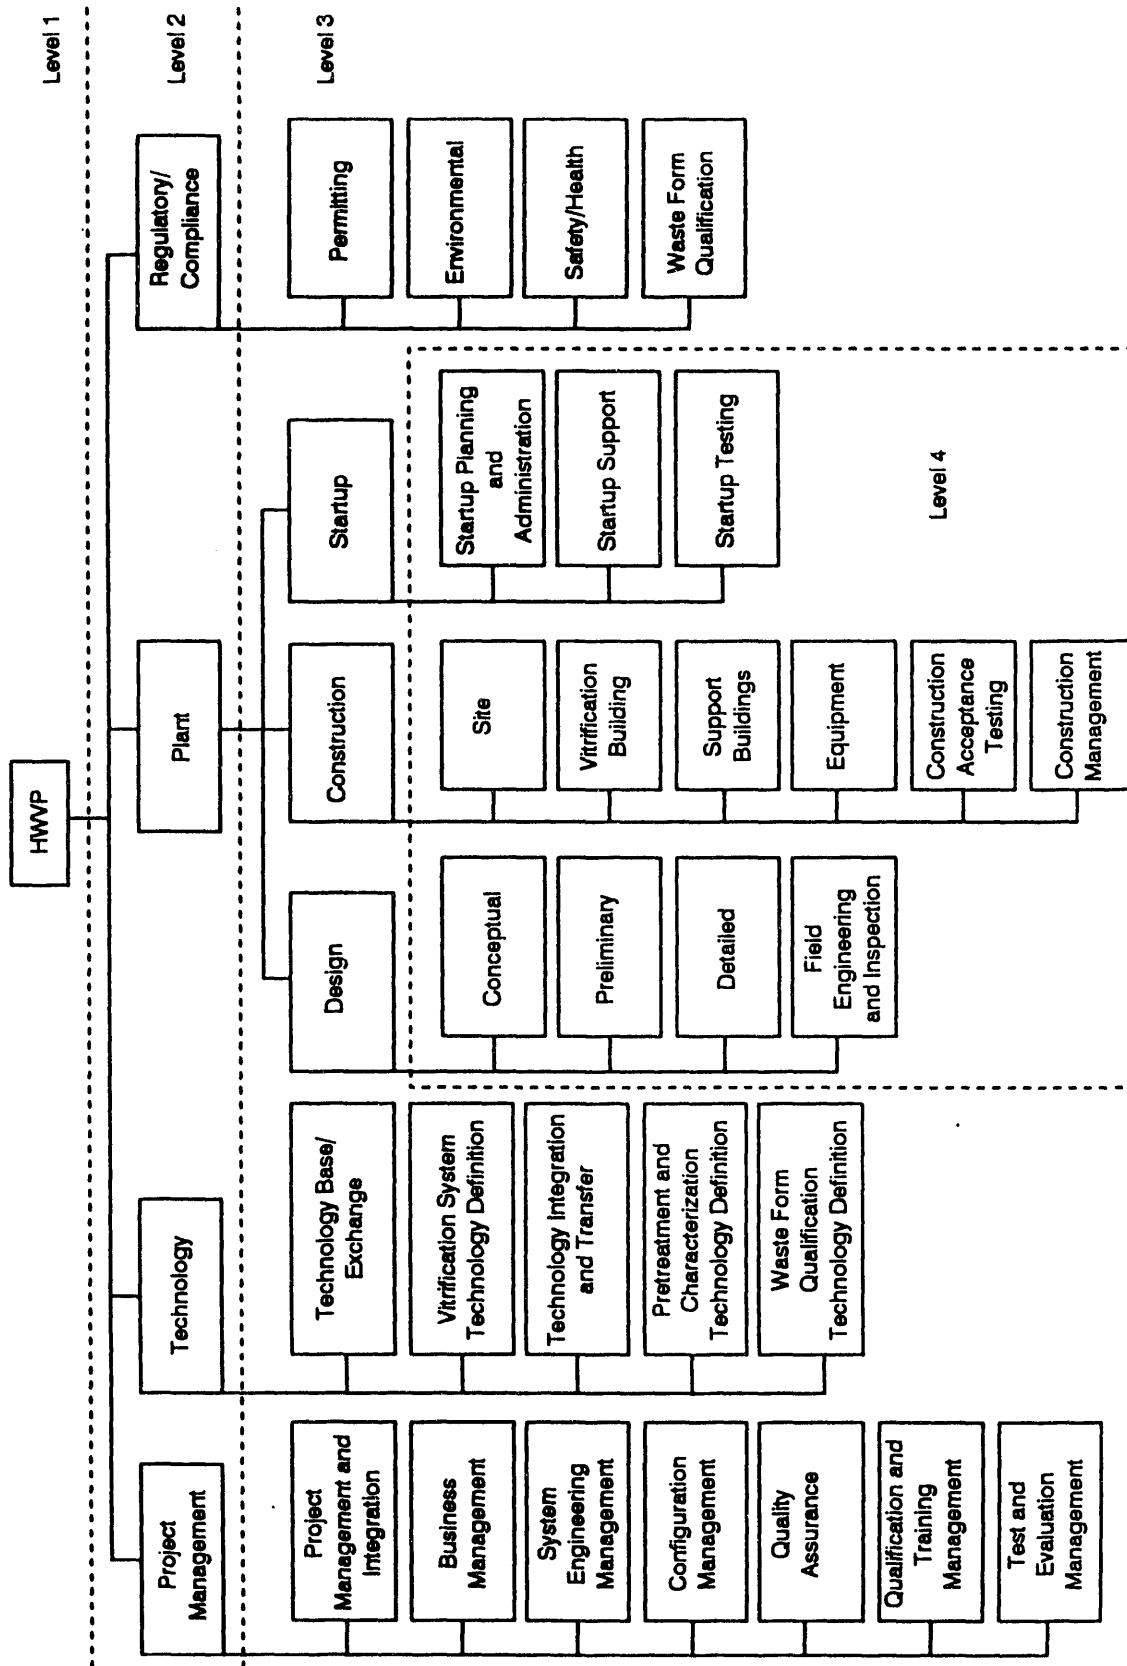 HWVP
Level 1
Project
Management
Technology
Plant
Regulatory/
Compliance
Level 2
Level 3
Project
Management and
Integration
Business
Management
System
Engineering
Management
Configuration
Management
Quality
Assurance
Qualification and
Training
Management
Test and
Evaluation
Management
Technology Base/
Exchange
Vitrification System
Technology Definition
Technology Integration
and Transfer
Pretreatment and
Characterization
Technology Definition
Waste Form
Qualification
Technology Definition
Design
Conceptual
Preliminary
Detailed
Field
Engineering
and Inspection
Construction
Site
Vitrification
Building
Support
Buildings
Equipment
Construction
Acceptance
Testing
Construction
Management
Startup
Startup Planning
and
Administration
Startup Support
Startup Testing
Level 4
Permitting
Environmental
Safety/Health
Waste Form
Qualification